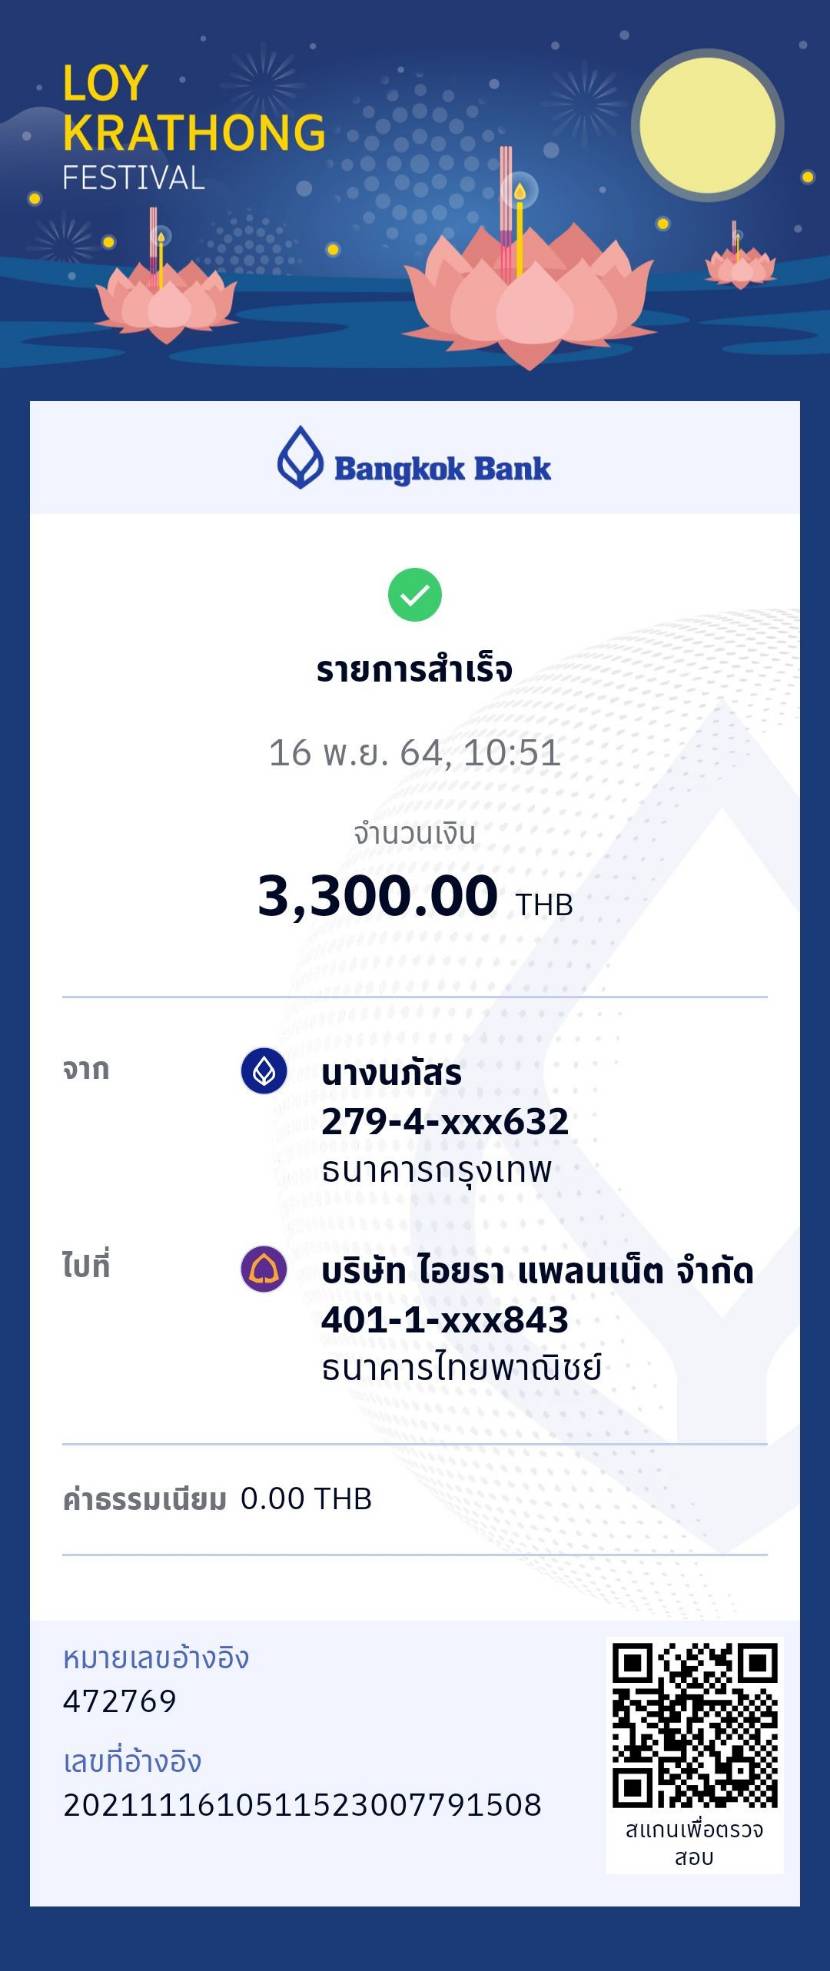 LOY
KRATHONG
FESTIVAL
Bangkok Bank
รายการสำเร็จ
16 พ.ย. 64, 10:51
จำนวนเงิน
3,300.00 THB
จาก
นางนภัสร
279-4-xxx632
ธนาคารกรุงเทพ
ไปที่
บริษัท ไอยรา แพลนเน็ต จำกัด
401-1-xxx843
ธนาคารไทยพาณิชย์
ค่าธรรมเนียม 0.00 THB
หมายเลขอ้างอิง
472769
เลขที่อ้างอิง
2021111610511523007791508
สแกนเพื่อตรวจ
สอบ